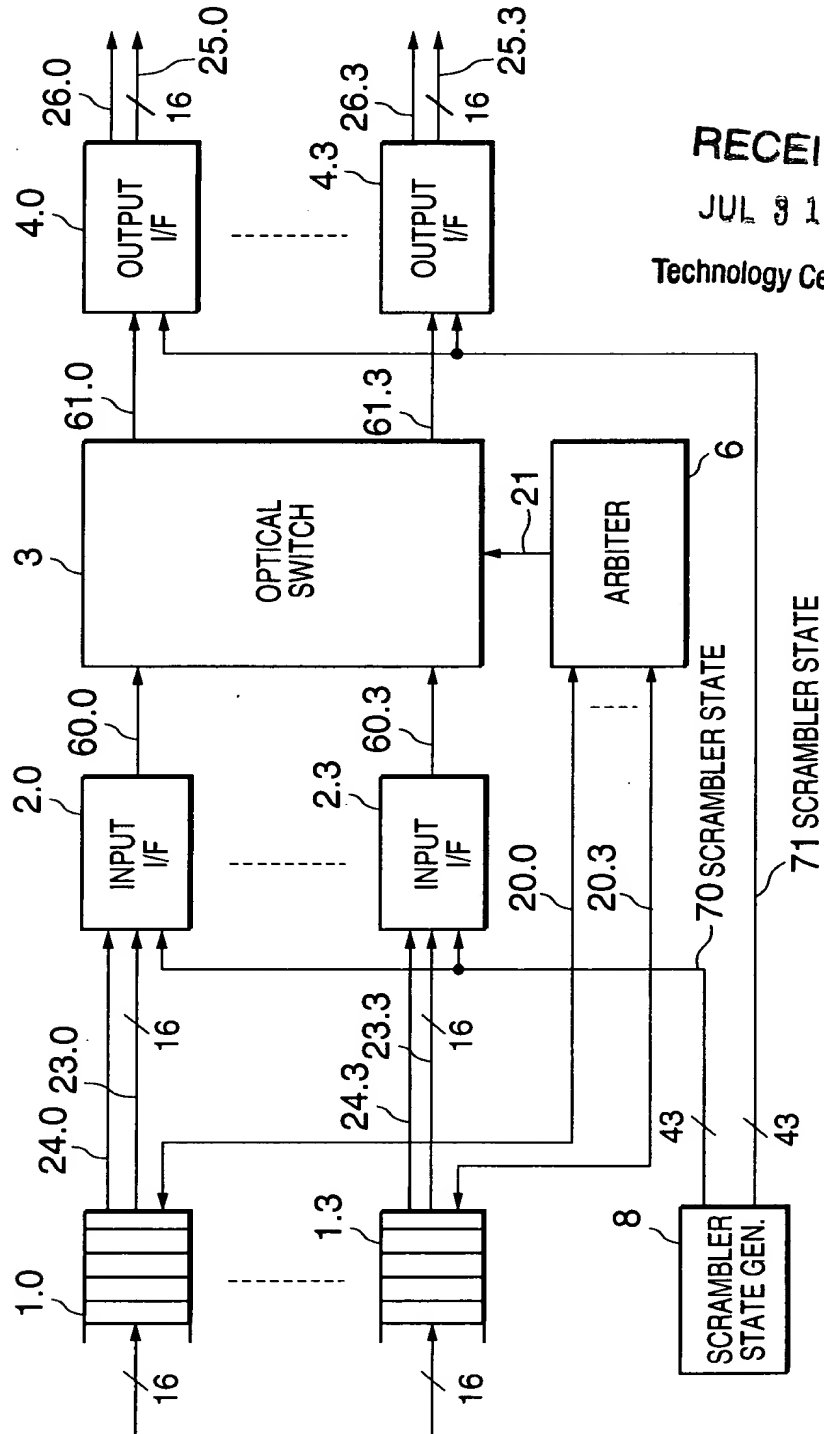 1.0
16
24.0
23.0
16
2.0
INPUT
I/F
60.0
3
OPTICAL
SWITCH
61.0
4.0
OUTPUT
I/F
26.0
25.0
16
16
1.3
24.3
23.3
16
2.3
INPUT
I/F
60.3
61.3
4.3
OUTPUT
I/F
26.3
25.3
16
20.0
20.3
21
ARBITER
6
8
SCRAMBLER
STATE GEN.
43
43
70 SCRAMBLER STATE
71 SCRAMBLER STATE
RECEI
JUL 31
Technology Ce